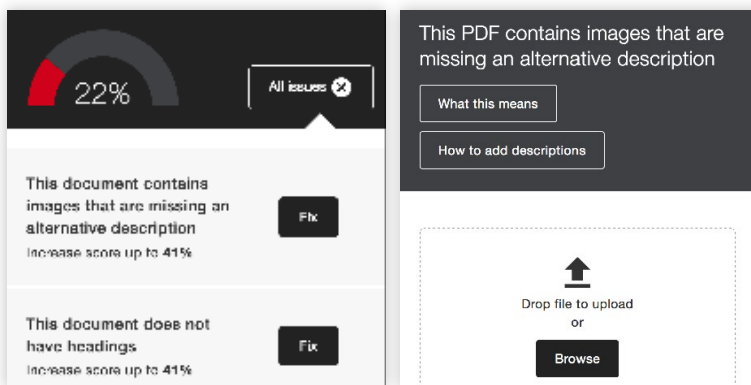 22%
All issues
This document contains
images that are missing an
alternative description
Increase score up to 41%
Fix
This document does not
have headings
Increase score up to 41%
Fix
This PDF contains images that are
missing an alternative description
What this means
How to add descriptions
Drop file to upload
or
Browse